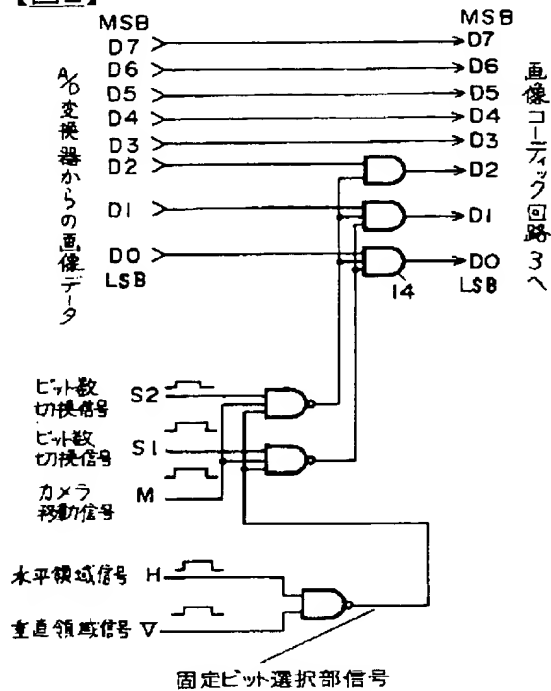 MSB
MSB
D7
D7
D6
D6
D5
D5
D4
D4
D3
D3
D2
D2
D1
D1
D0
D0
LSB
LSB
14
A/D変換器からの画像データ
画像コーディック回路3へ
ビット数
切換信号
S2
ビット数
切換信号
S1
カメラ
移動信号
M
水平領域信号 H
垂直領域信号 V
固定ビット選択部信号